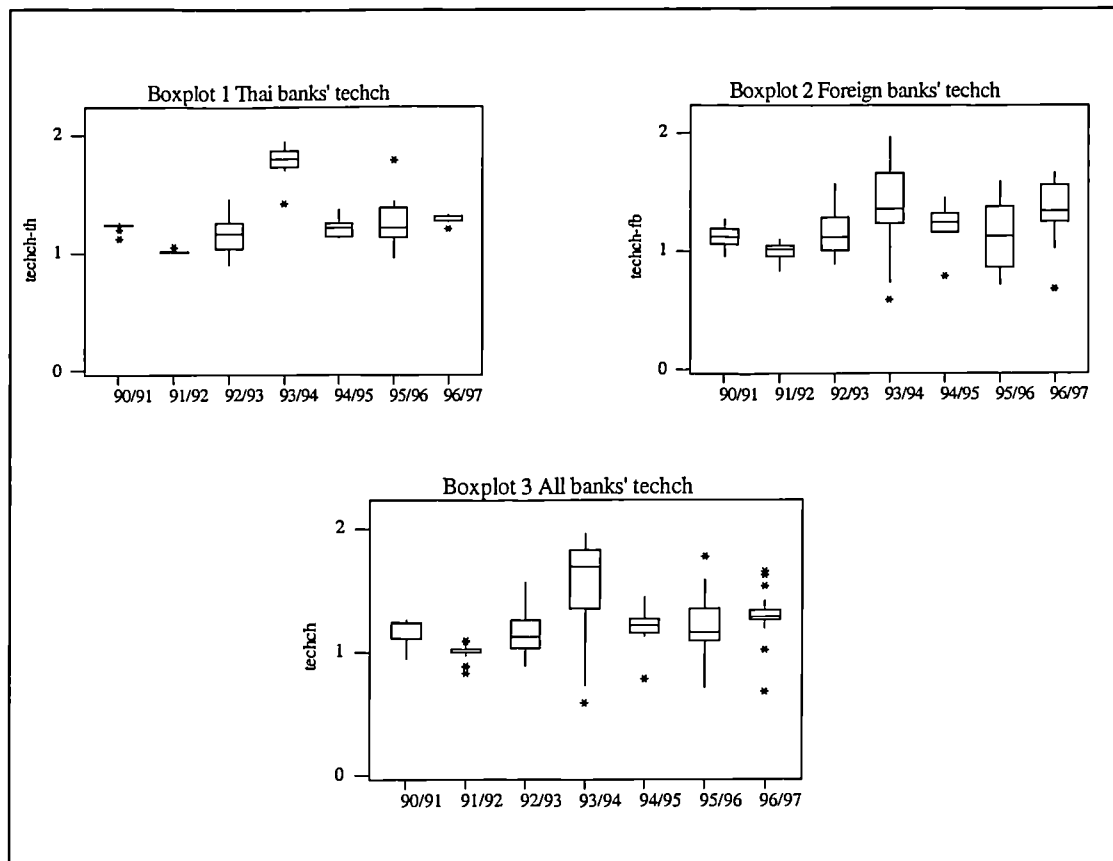 Boxplot 1 Thai banks' techch
2
1
0
techch-th
90/91 91/92 92/93 93/94 94/95 95/96 96/97
Boxplot 2 Foreign banks' techch
2
1
0
techch-fb
90/91 91/92 92/93 93/94 94/95 95/96 96/97
Boxplot 3 All banks' techch
2
1
0
techch
90/91 91/92 92/93 93/94 94/95 95/96 96/97